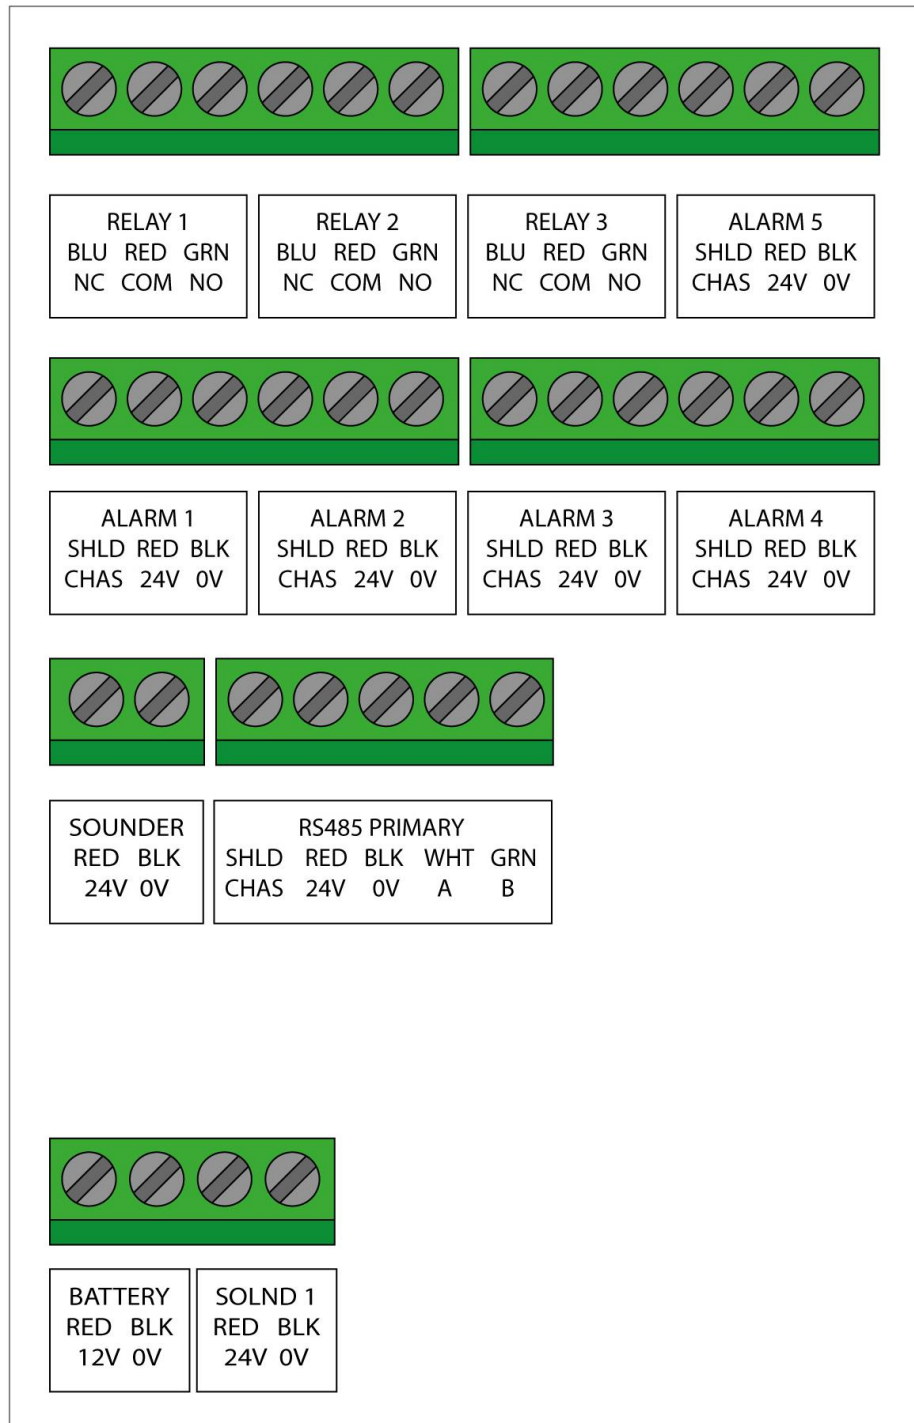 RELAY 1
BLU RED GRN
NC COM NO
RELAY 2
BLU RED GRN
NC COM NO
RELAY 3
BLU RED GRN
NC COM NO
ALARM 5
SHLD RED BLK
CHAS 24V 0V
ALARM 1
SHLD RED BLK
CHAS 24V 0V
ALARM 2
SHLD RED BLK
CHAS 24V 0V
ALARM 3
SHLD RED BLK
CHAS 24V 0V
ALARM 4
SHLD RED BLK
CHAS 24V 0V
SOUNDER
RED BLK
24V 0V
RS485 PRIMARY
SHLD RED BLK WHT GRN
CHAS 24V 0V A B
BATTERY
RED BLK
12V 0V
SOLND 1
RED BLK
24V 0V